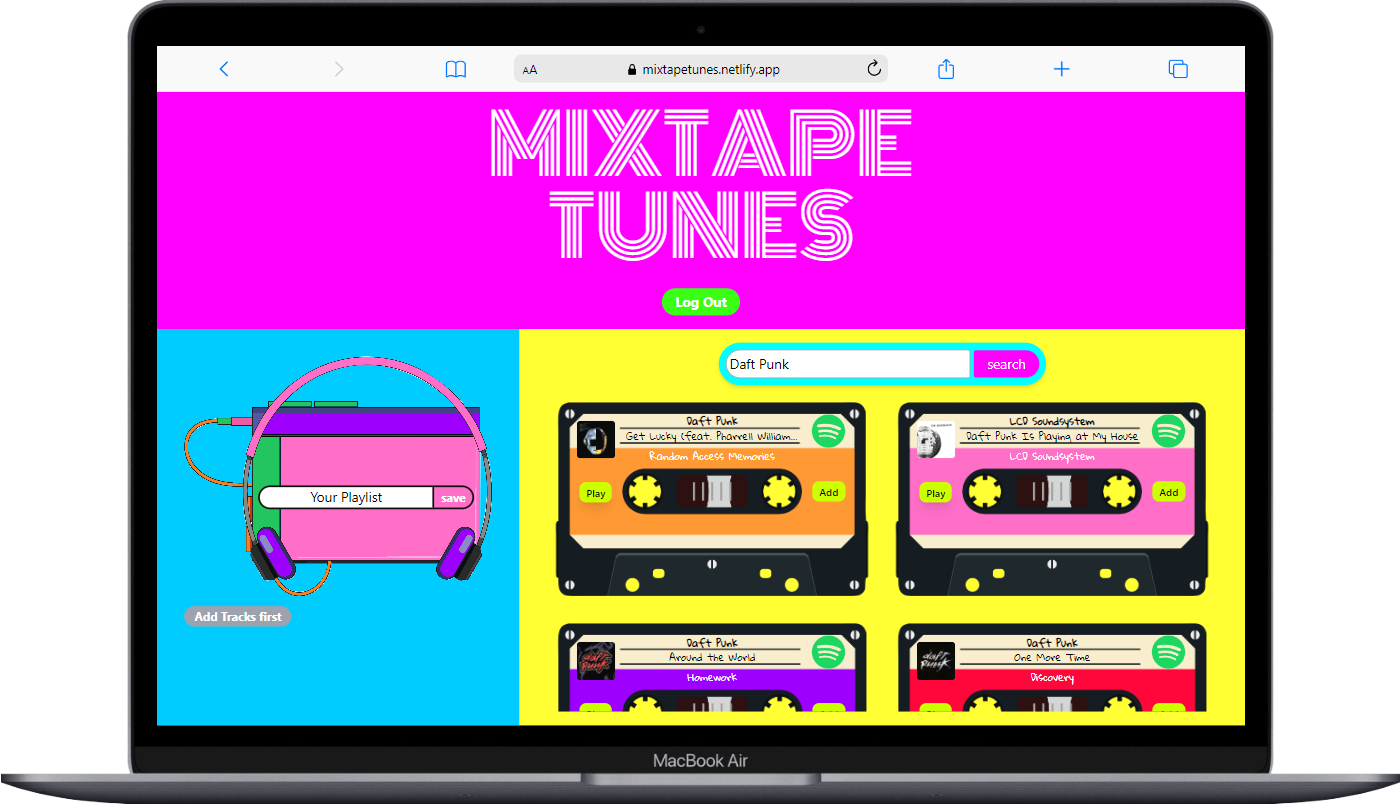 AA
mixtapetunes.netlify.app
MIXTAPE
TUNES
Log Out
Daft Punk
search
Your Playlist
save
Add Tracks first
Daft Punk
Get Lucky (feat. Pharrell William...
Random Access Memories
Play
Add
LCD Soundsystem
Daft Punk Is Playing at My House
LCD Soundsystem
Play
Add
Daft Punk
Around the World
Homework
Daft Punk
One More Time
Discovery
daft
punk
MacBook Air